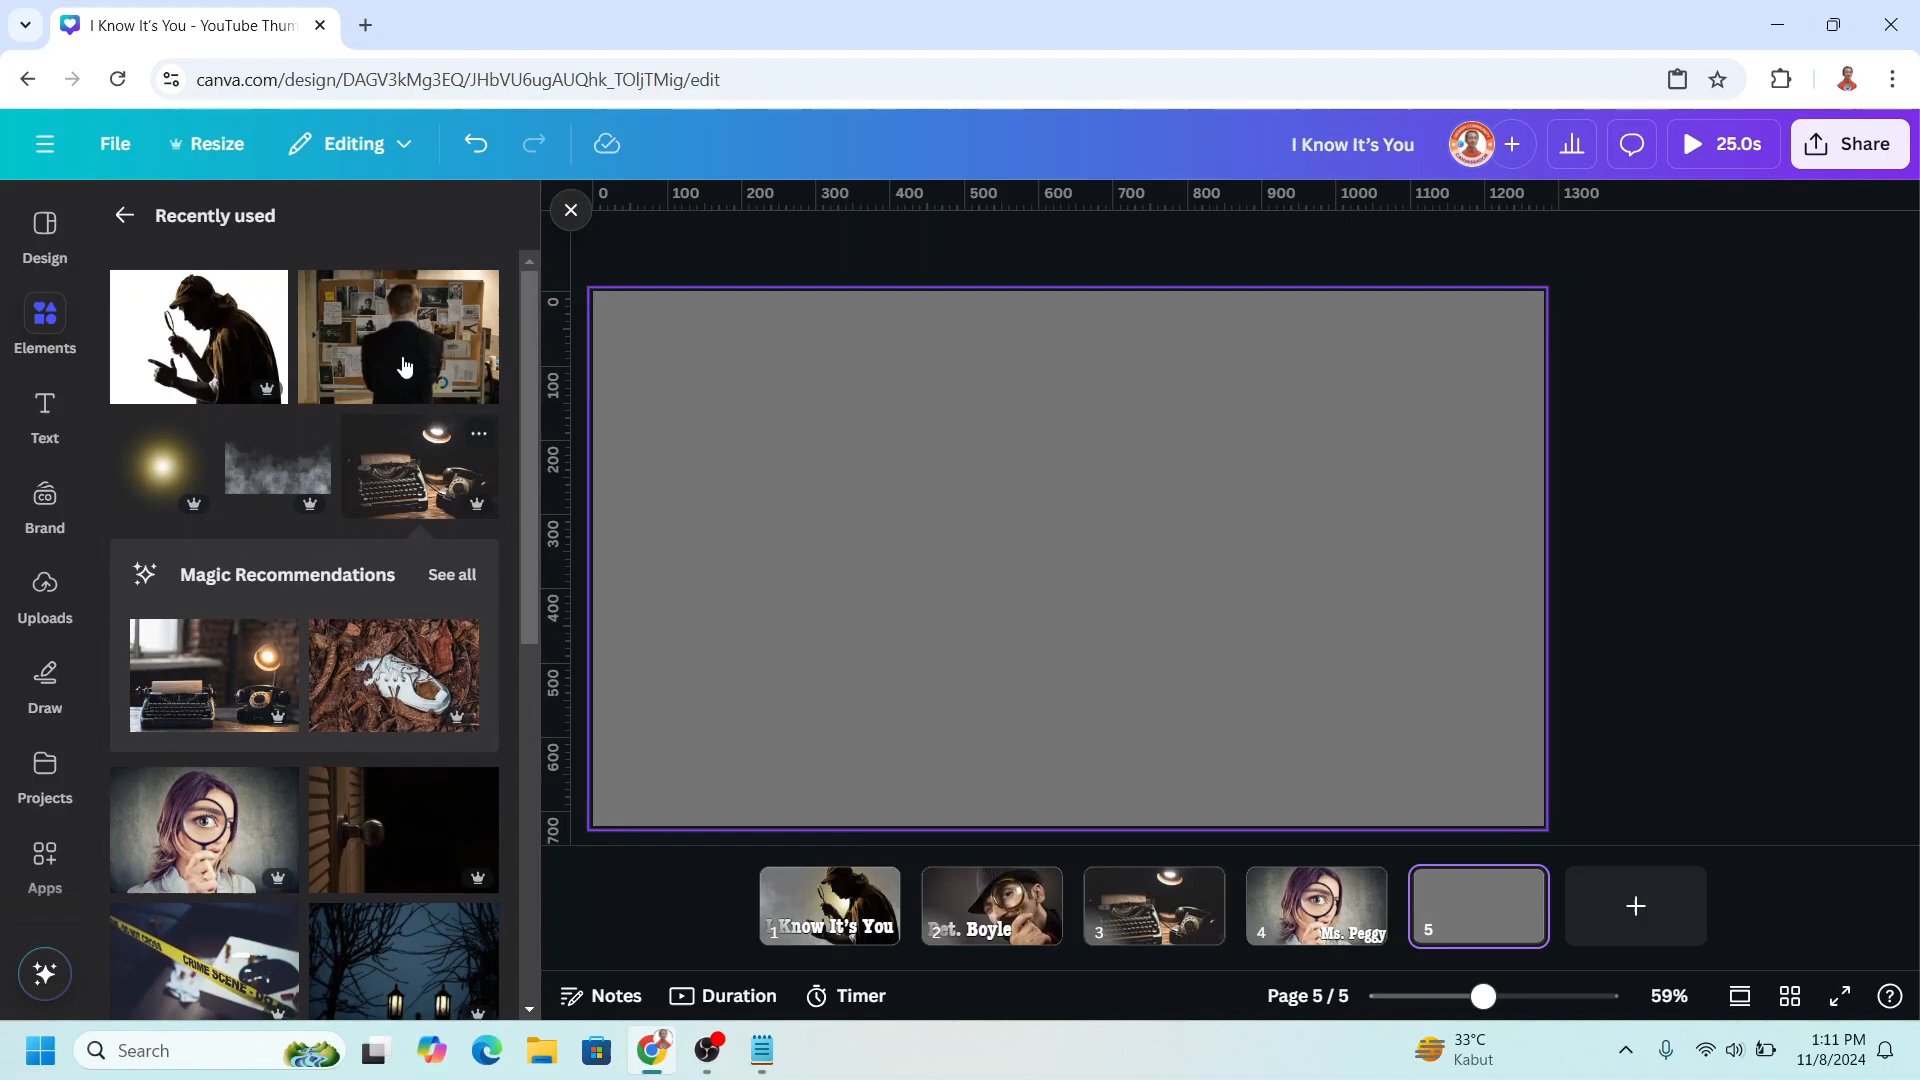 I Know It's You - YouTube Thum
canva.com/design/DAGV3kMg3EQ/JHbVU6ugAUQhk_TOljTMig/edit
File
Resize
Editing
I Know It's You
25.0s
Share
Recently used
0 100 200 300 400 500 600 700 800 900 1000 1100 1200 1300
Design
Elements
Text
Brand
Uploads
Draw
Projects
Apps
Magic Recommendations
See all
CRIME SCENE - DO
0
100
200
300
400
500
600
700
I Know It's You
1
Det. Boyle
2
3
4
Ms. Peggy
5
Notes
Duration
Timer
Page 5 / 5
59%
Search
33°C
Kabut
1:11 PM
11/8/2024